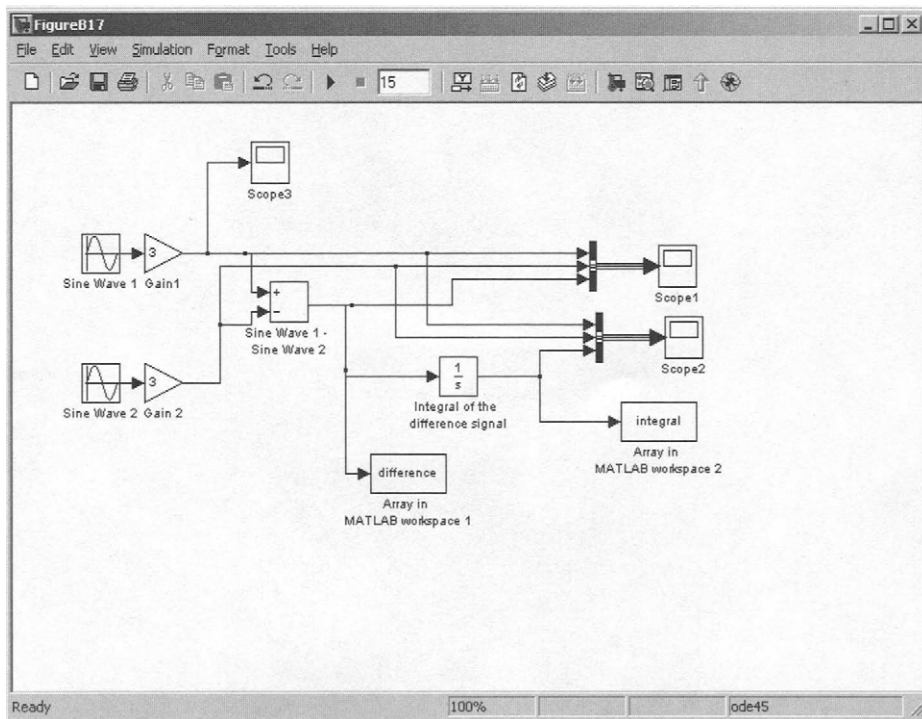 FigureB17
File Edit View Simulation Format Tools Help
15
Scope3
3
Sine Wave 1 Gain1
Scope1
+
−
Sine Wave 1 -
Sine Wave 2
Scope2
3
Sine Wave 2 Gain 2
1
s
Integral of the
difference signal
integral
Array in
MATLAB workspace 2
difference
Array in
MATLAB workspace 1
Ready 100% ode45